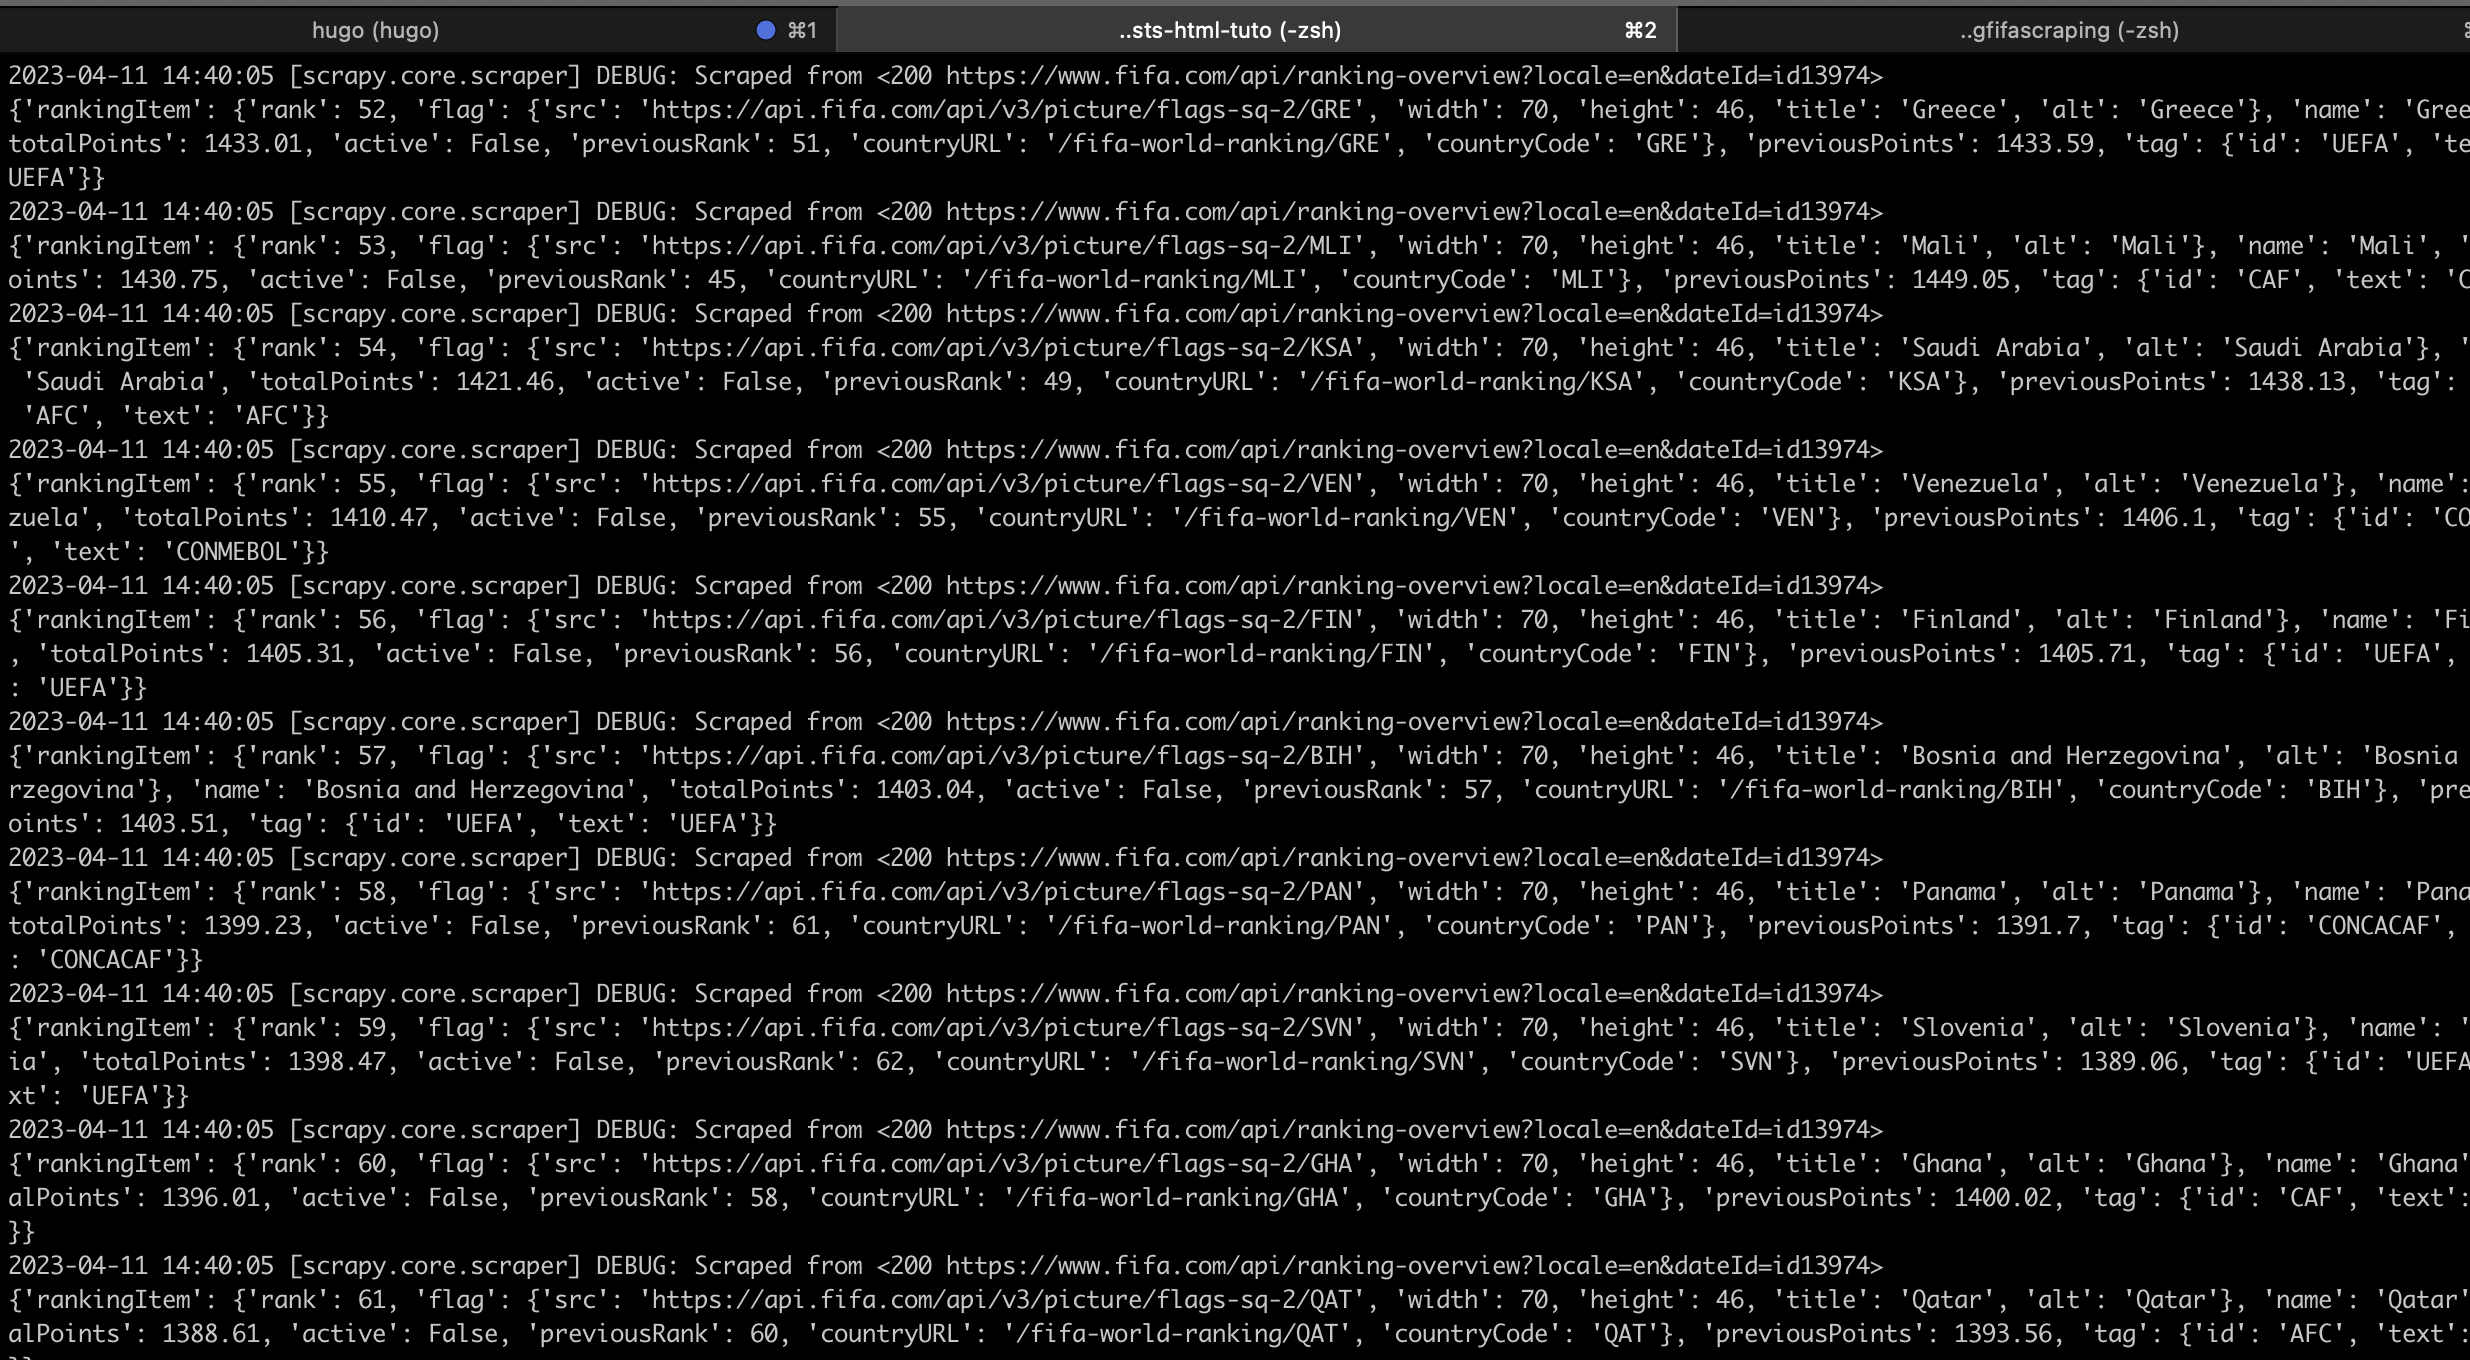 hugo (hugo) ⌘1 ..sts-html-tuto (-zsh) ⌘2 ..gfifascraping (-zsh)
2023-04-11 14:40:05 [scrapy.core.scraper] DEBUG: Scraped from <200 https://www.fifa.com/api/ranking-overview?locale=en&dateId=id13974>
{'rankingItem': {'rank': 52, 'flag': {'src': 'https://api.fifa.com/api/v3/picture/flags-sq-2/GRE', 'width': 70, 'height': 46, 'title': 'Greece', 'alt': 'Greece'}, 'name': 'Gree
totalPoints': 1433.01, 'active': False, 'previousRank': 51, 'countryURL': '/fifa-world-ranking/GRE', 'countryCode': 'GRE'}, 'previousPoints': 1433.59, 'tag': {'id': 'UEFA', 'te
UEFA'}}
2023-04-11 14:40:05 [scrapy.core.scraper] DEBUG: Scraped from <200 https://www.fifa.com/api/ranking-overview?locale=en&dateId=id13974>
{'rankingItem': {'rank': 53, 'flag': {'src': 'https://api.fifa.com/api/v3/picture/flags-sq-2/MLI', 'width': 70, 'height': 46, 'title': 'Mali', 'alt': 'Mali'}, 'name': 'Mali', '
oints': 1430.75, 'active': False, 'previousRank': 45, 'countryURL': '/fifa-world-ranking/MLI', 'countryCode': 'MLI'}, 'previousPoints': 1449.05, 'tag': {'id': 'CAF', 'text': 'C
2023-04-11 14:40:05 [scrapy.core.scraper] DEBUG: Scraped from <200 https://www.fifa.com/api/ranking-overview?locale=en&dateId=id13974>
{'rankingItem': {'rank': 54, 'flag': {'src': 'https://api.fifa.com/api/v3/picture/flags-sq-2/KSA', 'width': 70, 'height': 46, 'title': 'Saudi Arabia', 'alt': 'Saudi Arabia'}, '
'Saudi Arabia', 'totalPoints': 1421.46, 'active': False, 'previousRank': 49, 'countryURL': '/fifa-world-ranking/KSA', 'countryCode': 'KSA'}, 'previousPoints': 1438.13, 'tag':
'AFC', 'text': 'AFC'}}
2023-04-11 14:40:05 [scrapy.core.scraper] DEBUG: Scraped from <200 https://www.fifa.com/api/ranking-overview?locale=en&dateId=id13974>
{'rankingItem': {'rank': 55, 'flag': {'src': 'https://api.fifa.com/api/v3/picture/flags-sq-2/VEN', 'width': 70, 'height': 46, 'title': 'Venezuela', 'alt': 'Venezuela'}, 'name':
zuela', 'totalPoints': 1410.47, 'active': False, 'previousRank': 55, 'countryURL': '/fifa-world-ranking/VEN', 'countryCode': 'VEN'}, 'previousPoints': 1406.1, 'tag': {'id': 'CO
', 'text': 'CONMEBOL'}}
2023-04-11 14:40:05 [scrapy.core.scraper] DEBUG: Scraped from <200 https://www.fifa.com/api/ranking-overview?locale=en&dateId=id13974>
{'rankingItem': {'rank': 56, 'flag': {'src': 'https://api.fifa.com/api/v3/picture/flags-sq-2/FIN', 'width': 70, 'height': 46, 'title': 'Finland', 'alt': 'Finland'}, 'name': 'Fi
, 'totalPoints': 1405.31, 'active': False, 'previousRank': 56, 'countryURL': '/fifa-world-ranking/FIN', 'countryCode': 'FIN'}, 'previousPoints': 1405.71, 'tag': {'id': 'UEFA',
: 'UEFA'}}
2023-04-11 14:40:05 [scrapy.core.scraper] DEBUG: Scraped from <200 https://www.fifa.com/api/ranking-overview?locale=en&dateId=id13974>
{'rankingItem': {'rank': 57, 'flag': {'src': 'https://api.fifa.com/api/v3/picture/flags-sq-2/BIH', 'width': 70, 'height': 46, 'title': 'Bosnia and Herzegovina', 'alt': 'Bosnia
rzegovina'}, 'name': 'Bosnia and Herzegovina', 'totalPoints': 1403.04, 'active': False, 'previousRank': 57, 'countryURL': '/fifa-world-ranking/BIH', 'countryCode': 'BIH'}, 'pre
oints': 1403.51, 'tag': {'id': 'UEFA', 'text': 'UEFA'}}
2023-04-11 14:40:05 [scrapy.core.scraper] DEBUG: Scraped from <200 https://www.fifa.com/api/ranking-overview?locale=en&dateId=id13974>
{'rankingItem': {'rank': 58, 'flag': {'src': 'https://api.fifa.com/api/v3/picture/flags-sq-2/PAN', 'width': 70, 'height': 46, 'title': 'Panama', 'alt': 'Panama'}, 'name': 'Pana
totalPoints': 1399.23, 'active': False, 'previousRank': 61, 'countryURL': '/fifa-world-ranking/PAN', 'countryCode': 'PAN'}, 'previousPoints': 1391.7, 'tag': {'id': 'CONCACAF',
: 'CONCACAF'}}
2023-04-11 14:40:05 [scrapy.core.scraper] DEBUG: Scraped from <200 https://www.fifa.com/api/ranking-overview?locale=en&dateId=id13974>
{'rankingItem': {'rank': 59, 'flag': {'src': 'https://api.fifa.com/api/v3/picture/flags-sq-2/SVN', 'width': 70, 'height': 46, 'title': 'Slovenia', 'alt': 'Slovenia'}, 'name': '
ia', 'totalPoints': 1398.47, 'active': False, 'previousRank': 62, 'countryURL': '/fifa-world-ranking/SVN', 'countryCode': 'SVN'}, 'previousPoints': 1389.06, 'tag': {'id': 'UEFA
xt': 'UEFA'}}
2023-04-11 14:40:05 [scrapy.core.scraper] DEBUG: Scraped from <200 https://www.fifa.com/api/ranking-overview?locale=en&dateId=id13974>
{'rankingItem': {'rank': 60, 'flag': {'src': 'https://api.fifa.com/api/v3/picture/flags-sq-2/GHA', 'width': 70, 'height': 46, 'title': 'Ghana', 'alt': 'Ghana'}, 'name': 'Ghana'
alPoints': 1396.01, 'active': False, 'previousRank': 58, 'countryURL': '/fifa-world-ranking/GHA', 'countryCode': 'GHA'}, 'previousPoints': 1400.02, 'tag': {'id': 'CAF', 'text':
}}
2023-04-11 14:40:05 [scrapy.core.scraper] DEBUG: Scraped from <200 https://www.fifa.com/api/ranking-overview?locale=en&dateId=id13974>
{'rankingItem': {'rank': 61, 'flag': {'src': 'https://api.fifa.com/api/v3/picture/flags-sq-2/QAT', 'width': 70, 'height': 46, 'title': 'Qatar', 'alt': 'Qatar'}, 'name': 'Qatar'
alPoints': 1388.61, 'active': False, 'previousRank': 60, 'countryURL': '/fifa-world-ranking/QAT', 'countryCode': 'QAT'}, 'previousPoints': 1393.56, 'tag': {'id': 'AFC', 'text':